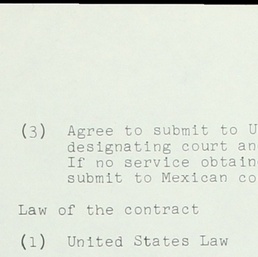 (3) Agree to submit to U
designating court an
If no service obtain
submit to Mexican co
Law of the contract
(1) United States Law